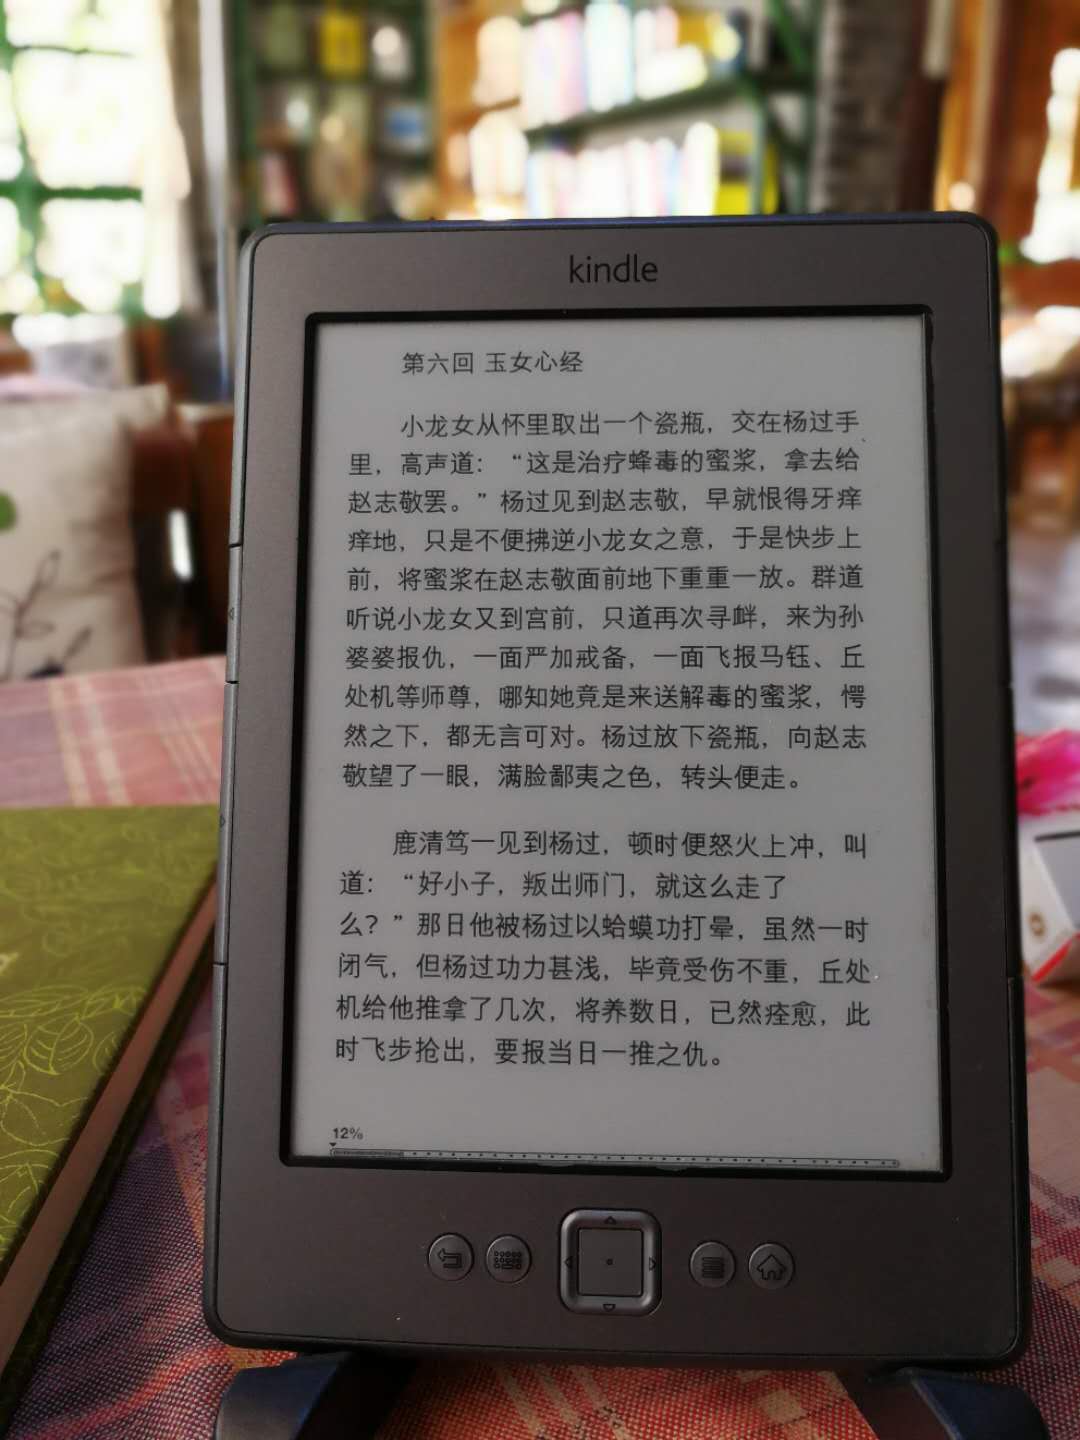 kindle
第六回 玉女心经
小龙女从怀里取出一个瓷瓶，交在杨过手
里，高声道：“这是治疗蜂毒的蜜浆，拿去给
赵志敬罢。”杨过见到赵志敬，早就恨得牙痒
痒地，只是不便拂逆小龙女之意，于是快步上
前，将蜜浆在赵志敬面前地下重重一放。群道
听说小龙女又到宫前，只道再次寻衅，来为孙
婆婆报仇，一面严加戒备，一面飞报马钰、丘
处机等师尊，哪知她竟是来送解毒的蜜浆，愕
然之下，都无言可对。杨过放下瓷瓶，向赵志
敬望了一眼，满脸鄙夷之色，转头便走。
鹿清笃一见到杨过，顿时便怒火上冲，叫
道：“好小子，叛出师门，就这么走了
么？”那日他被杨过以蛤蟆功打晕，虽然一时
闭气，但杨过功力甚浅，毕竟受伤不重，丘处
机给他推拿了几次，将养数日，已然痊愈，此
时飞步抢出，要报当日一推之仇。
12%